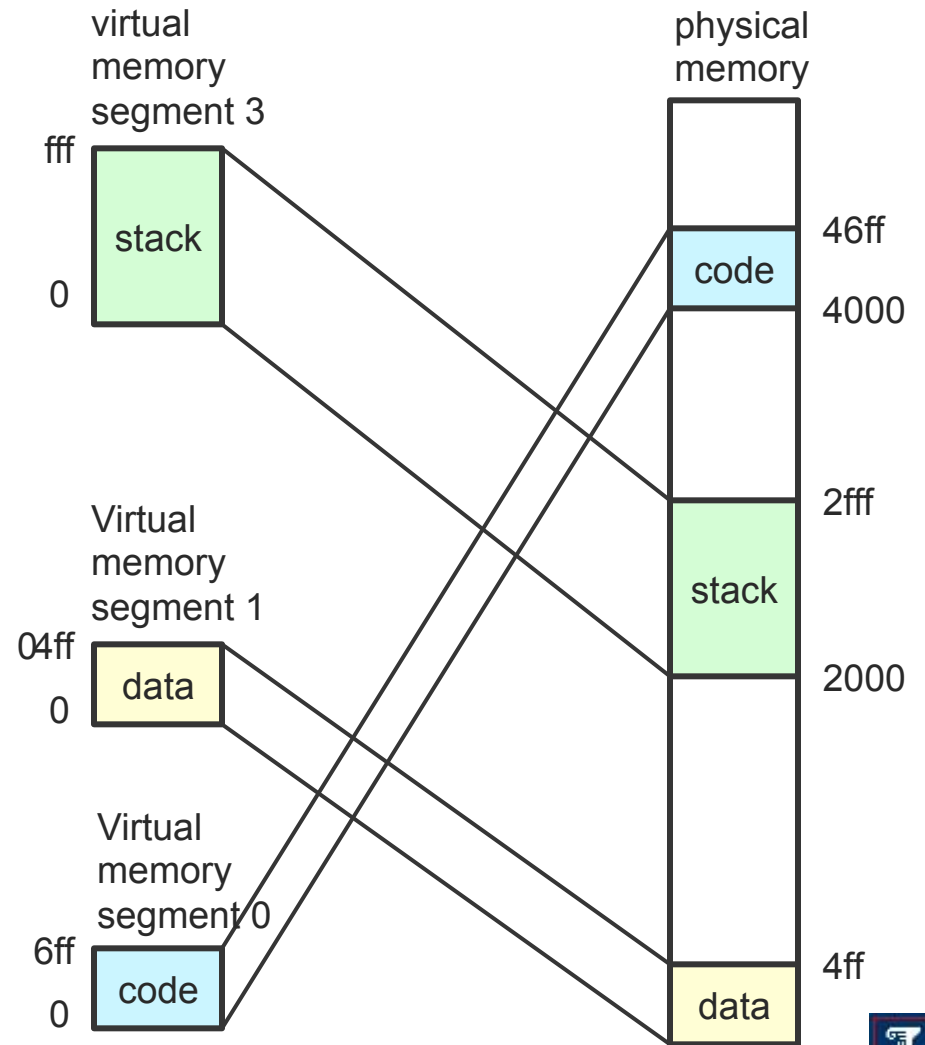 virtual
memory
segment 3
fff
stack
0
Virtual
memory
segment 1
04ff
data
0
Virtual
memory
segment 0
6ff
code
0
physical
memory
46ff
code
4000
2fff
stack
2000
4ff
data